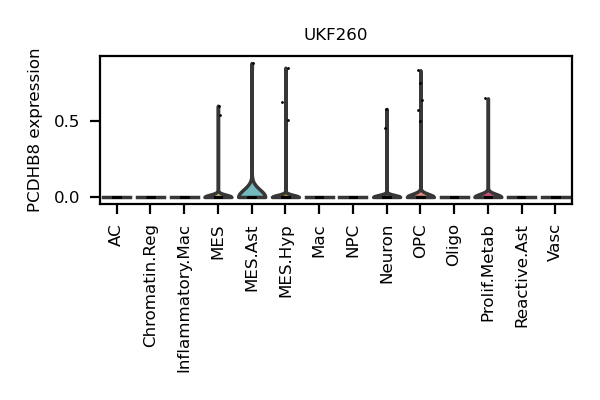 UKF260
PCDHB8 expression
0.5
0.0
AC
Chromatin.Reg
Inflammatory.Mac
MES
MES.Ast
MES.Hyp
Mac
NPC
Neuron
OPC
Oligo
Prolif.Metab
Reactive.Ast
Vasc